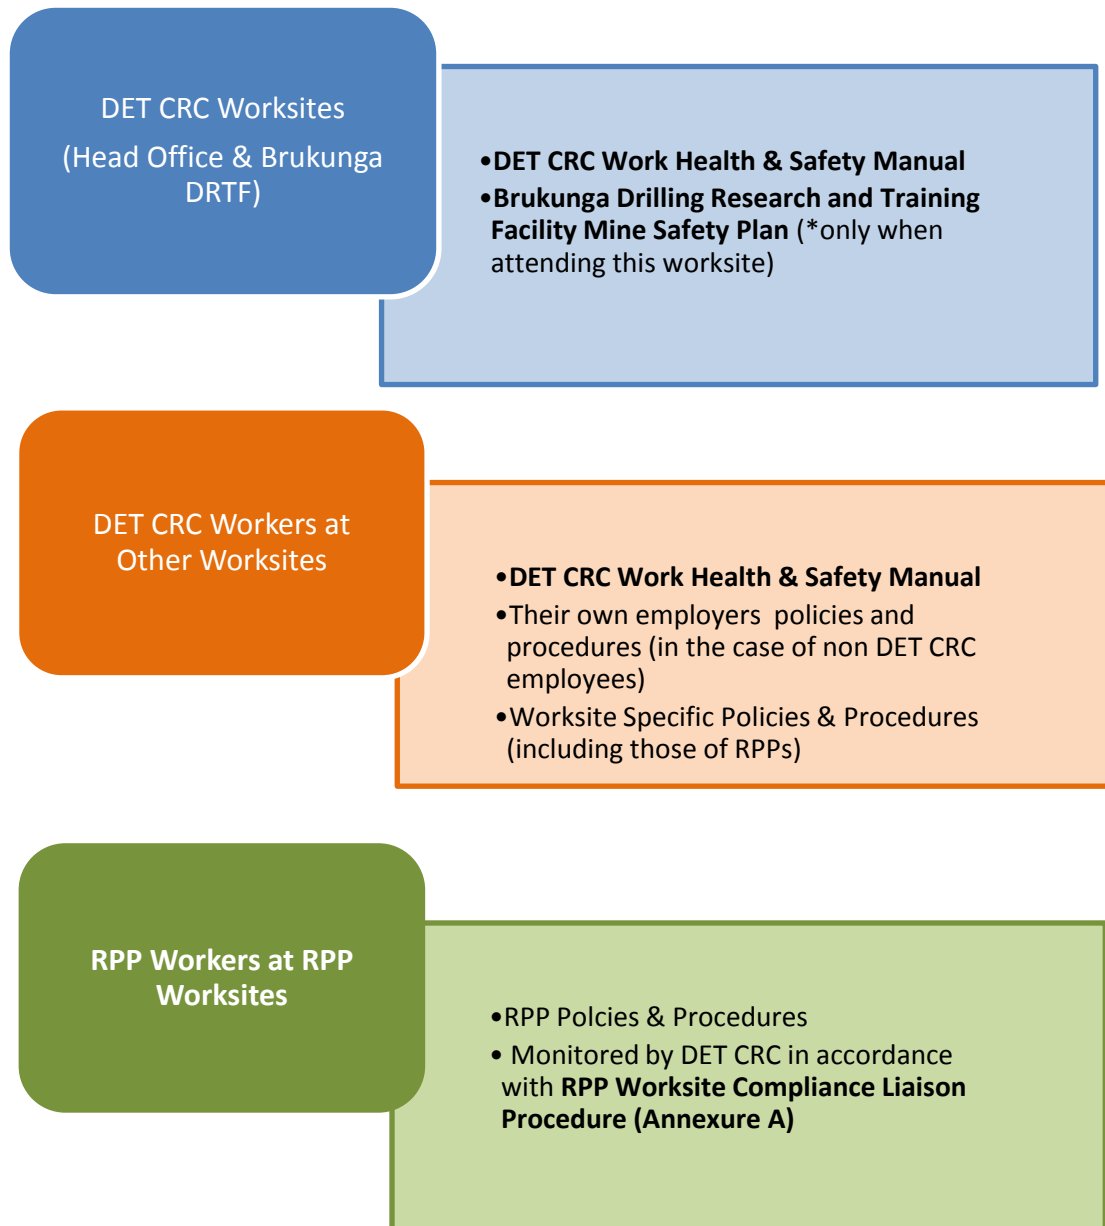 DET CRC Worksites
(Head Office & Brukunga
DRTF)
•DET CRC Work Health & Safety Manual
•Brukunga Drilling Research and Training
Facility Mine Safety Plan (*only when
attending this worksite)
DET CRC Workers at
Other Worksites
•DET CRC Work Health & Safety Manual
•Their own employers  policies and
procedures (in the case of non DET CRC
employees)
•Worksite Specific Policies & Procedures
(including those of RPPs)
RPP Workers at RPP
Worksites
•RPP Polcies & Procedures
• Monitored by DET CRC in accordance
with RPP Worksite Compliance Liaison
Procedure (Annexure A)